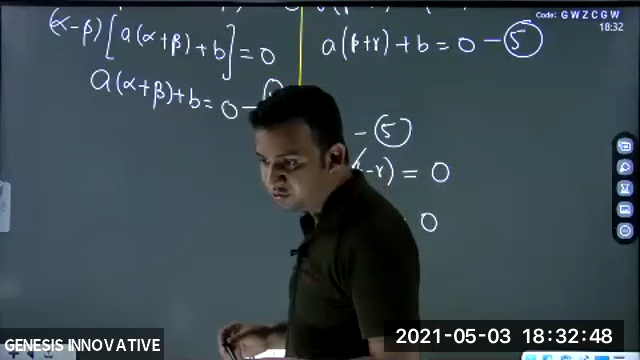 (α-β)[a(α+β)+b]=0
a(α+β)+b=0-
a(β+γ)+b=0-⑤
-⑤
-γ)=0
0
Code: GWZCGW
18:32
GENESIS INNOVATIVE
2021-05-03 18:32:48